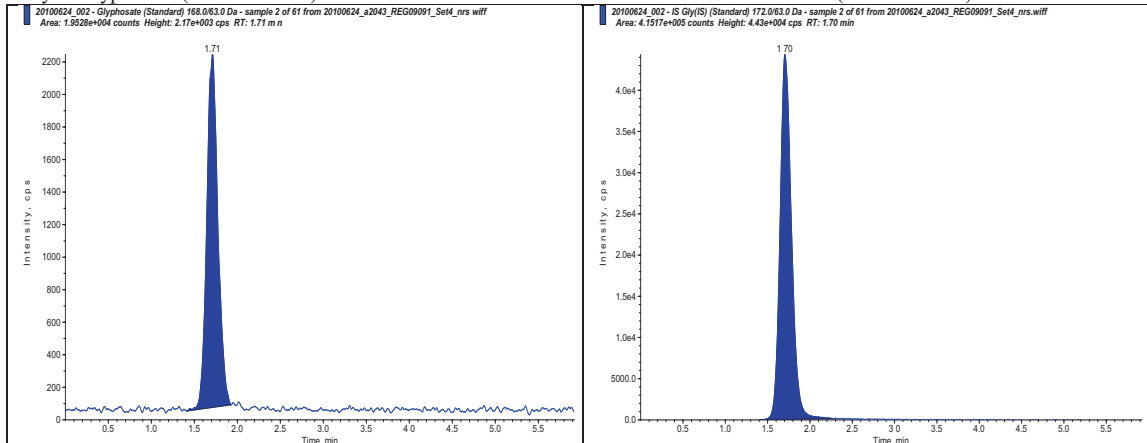 20100624_002 - Glyphosate (Standard) 168.0/63.0 Da - sample 2 of 61 from 20100624_a2043_REG09091_Set4_nrs wiff
Area: 1.9528e+004 counts Height: 2.17e+003 cps RT: 1.71 m n
1.71
2200
2000
1800
1600
1400
1200
1000
800
600
400
200
0
Intensity, cps
0.5 1.0 1.5 2.0 2.5 3.0 3.5 4.0 4.5 5.0 5.5
Time, min
20100624_002 - IS Gly(IS) (Standard) 172.0/63.0 Da - sample 2 of 61 from 20100624_a2043_REG09091_Set4_nrs.wiff
Area: 4.1517e+005 counts Height: 4.43e+004 cps RT: 1.70 min
1 70
4.0e4
3.5e4
3.0e4
2.5e4
2.0e4
1.5e4
1.0e4
5000.0
0.0
Intensity, cps
0.5 1.0 1.5 2.0 2.5 3.0 3.5 4.0 4.5 5.0 5.5
Time, min